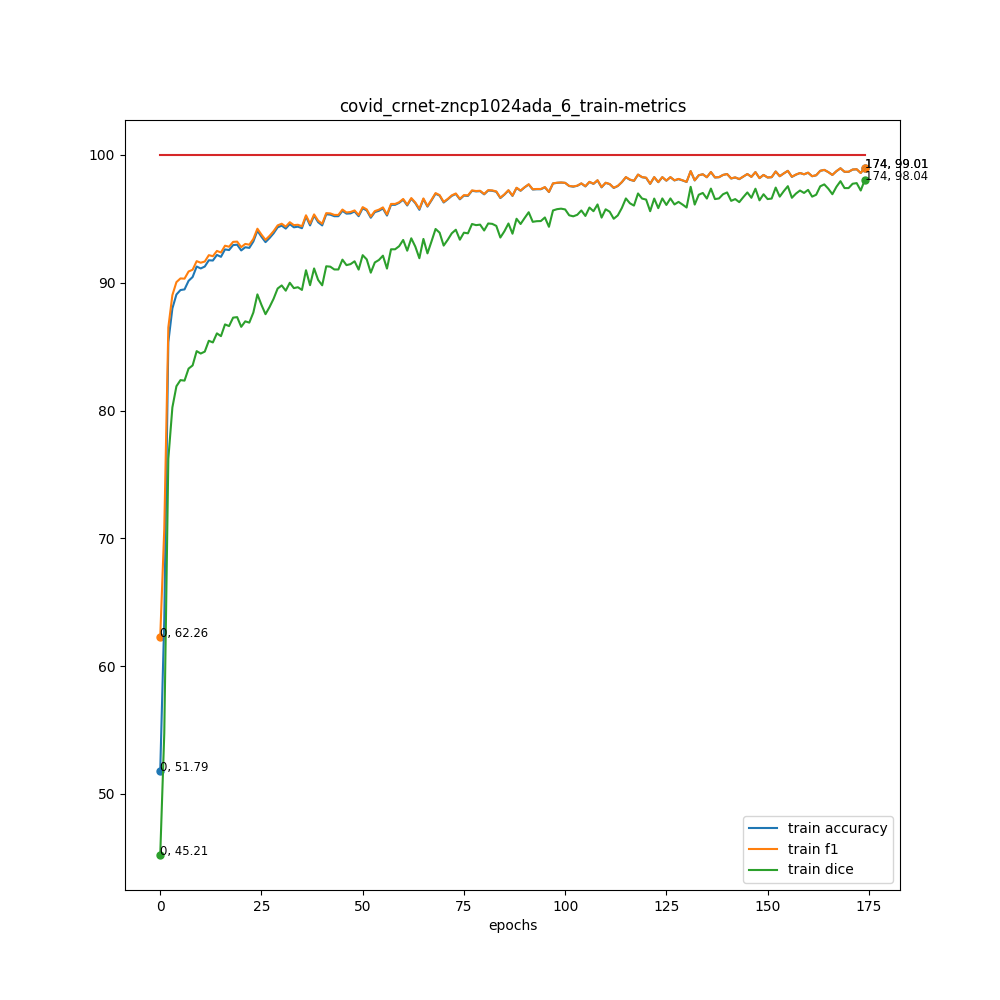 covid_crnet-zncp1024ada_6_train-metrics
100
174, 99.01
174, 98.04
90
80
70
0, 62.26
60
0, 51.79
50
0, 45.21
train accuracy
train f1
train dice
0 25 50 75 100 125 150 175
epochs